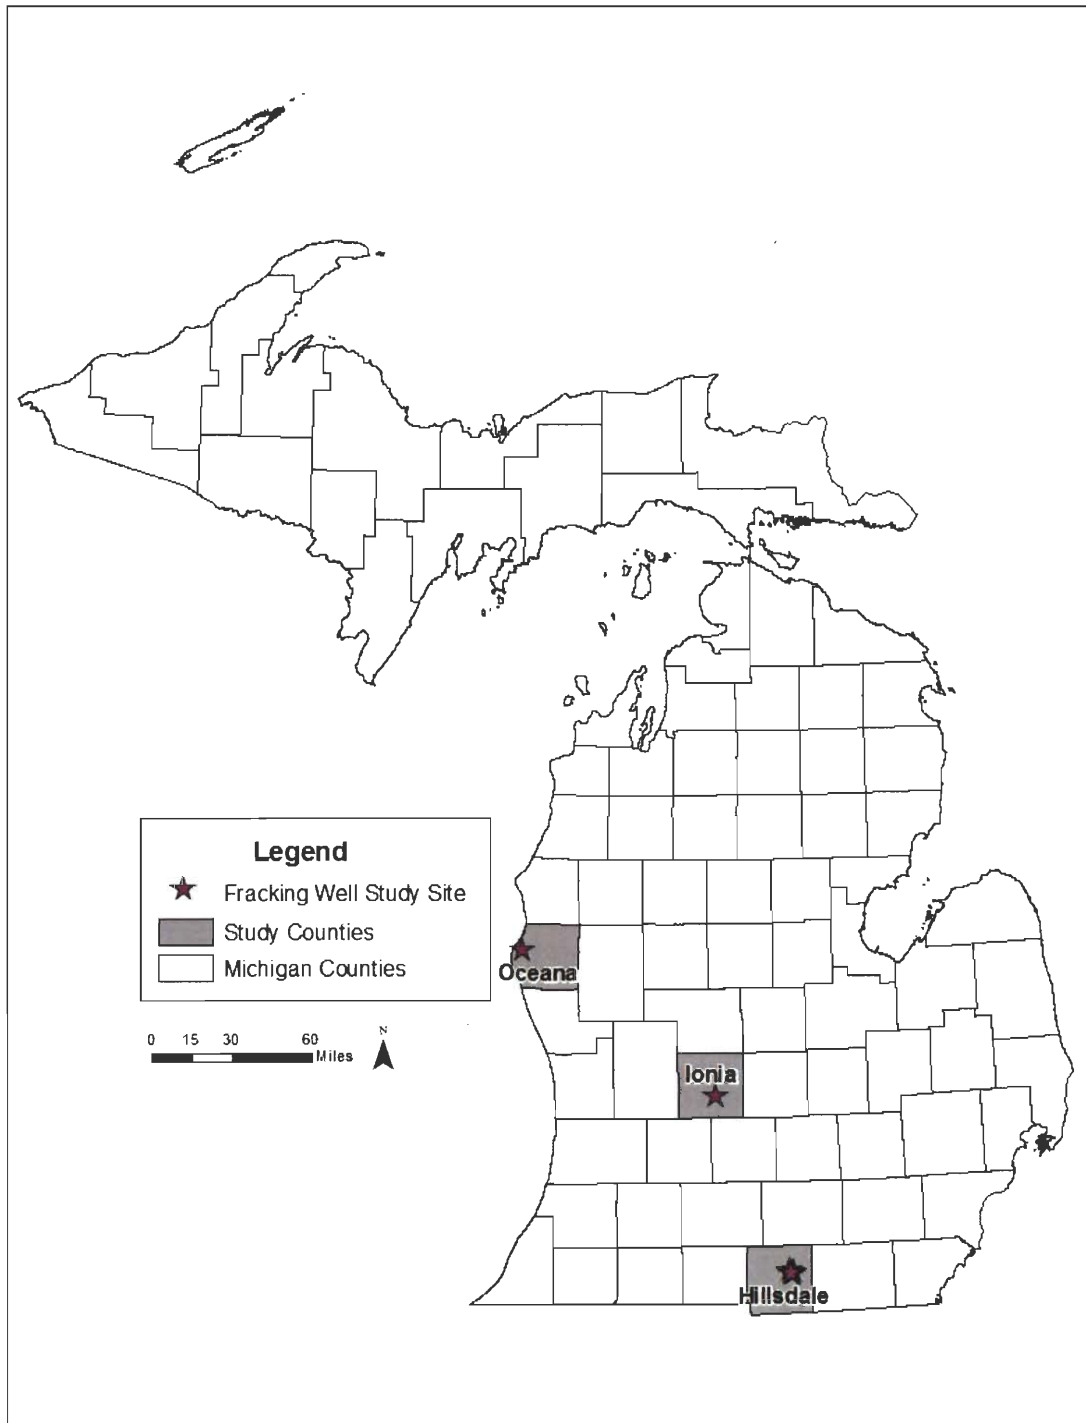 Legend
Fracking Well Study Site
Study Counties
Michigan Counties
Oceana
0 15 30 60
Miles
N
Ionia
Hillsdale